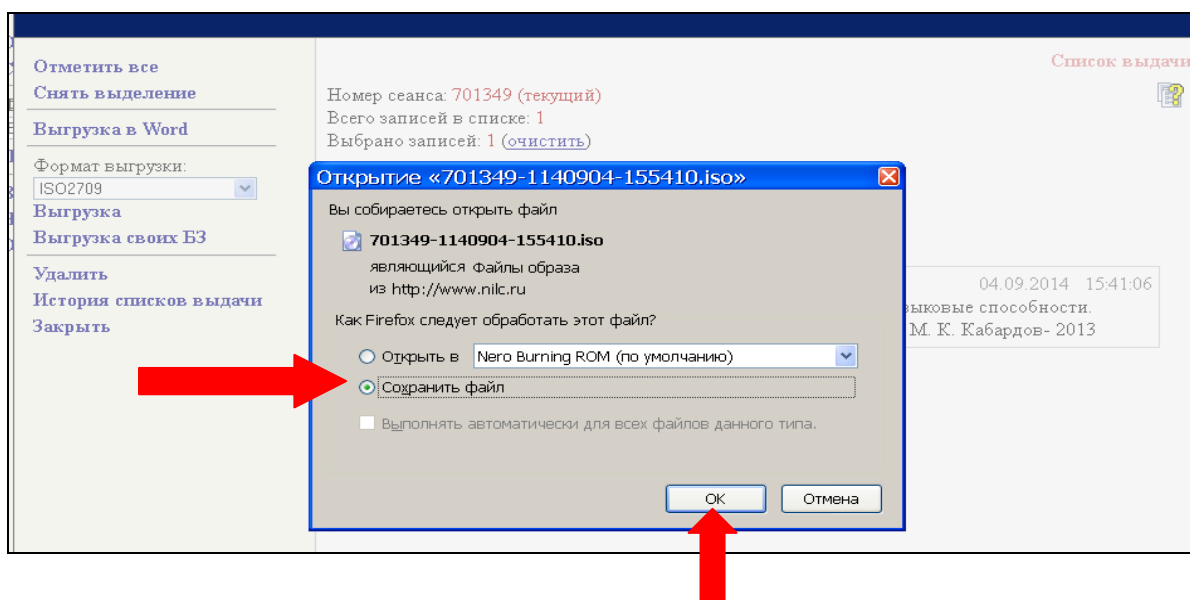 Список выдачи
Отметить все
Снять выделение
Выгрузка в Word
Формат выгрузки:
ISO2709
Выгрузка
Выгрузка своих БЗ
Удалить
История списков выдачи
Закрыть
Номер сеанса: 701349 (текущий)
Всего записей в списке: 1
Выбрано записей: 1 (очистить)
Открытие «701349-1140904-155410.iso»
Вы собираетесь открыть файл
701349-1140904-155410.iso
являющийся Файлы образа
из http://www.nilc.ru
Как Firefox следует обработать этот файл?
Открыть в Nero Burning ROM (по умолчанию)
Сохранить файл
Выполнять автоматически для всех файлов данного типа.
ОК Отмена
04.09.2014 15:41:06
способности.
М. К. Кабардов- 2013